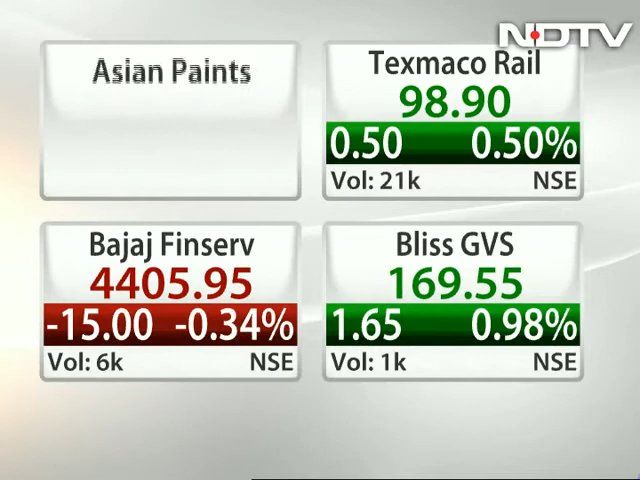 NDTV
Asian Paints
Texmaco Rail
98.90
0.50 0.50%
Vol: 21k NSE
Bajaj Finserv
4405.95
-15.00 -0.34%
Vol: 6k NSE
Bliss GVS
169.55
1.65 0.98%
Vol: 1k NSE